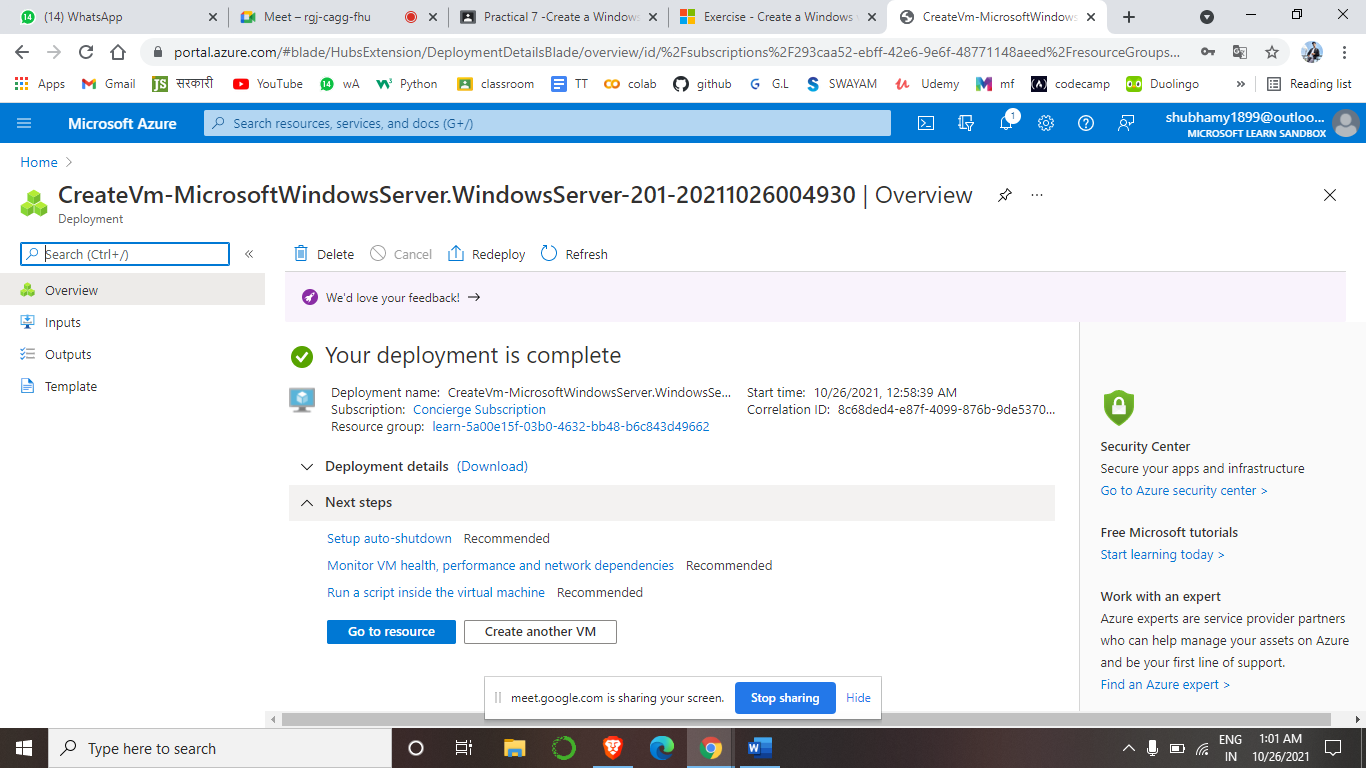 (14) WhatsApp
Meet – rgj-cagg-fhu
Practical 7 -Create a Window
Exercise - Create a Windows
CreateVm-MicrosoftWindows
portal.azure.com/#blade/HubsExtension/DeploymentDetailsBlade/overview/id/%2Fsubscriptions%2F293caa52-ebff-42e6-9e6f-48771148aeed%2FresourceGroups...
Apps Gmail सरकारी YouTube wA Python classroom TT colab github G.L SWAYAM Udemy mf codecamp Duolingo » Reading list
Microsoft Azure
Search resources, services, and docs (G+/)
1
shubhamy1899@outloo...
MICROSOFT LEARN SANDBOX
Home
CreateVm-MicrosoftWindowsServer.WindowsServer-201-20211026004930 | Overview
Deployment
Search (Ctrl+/)
«
Delete Cancel Redeploy Refresh
Overview
Inputs
Outputs
Template
We'd love your feedback! →
Your deployment is complete
Deployment name: CreateVm-MicrosoftWindowsServer.WindowsSe...
Subscription: Concierge Subscription
Resource group: learn-5a00e15f-03b0-4632-bb48-b6c843d49662
Start time: 10/26/2021, 12:58:39 AM
Correlation ID: 8c68ded4-e87f-4099-876b-9de5370...
Deployment details (Download)
Next steps
Setup auto-shutdown Recommended
Monitor VM health, performance and network dependencies Recommended
Run a script inside the virtual machine Recommended
Go to resource
Create another VM
Security Center
Secure your apps and infrastructure
Go to Azure security center >
Free Microsoft tutorials
Start learning today >
Work with an expert
Azure experts are service provider partners
who can help manage your assets on Azure
and be your first line of support.
Find an Azure expert >
meet.google.com is sharing your screen. Stop sharing Hide
Type here to search
ENG
IN
1:01 AM
10/26/2021